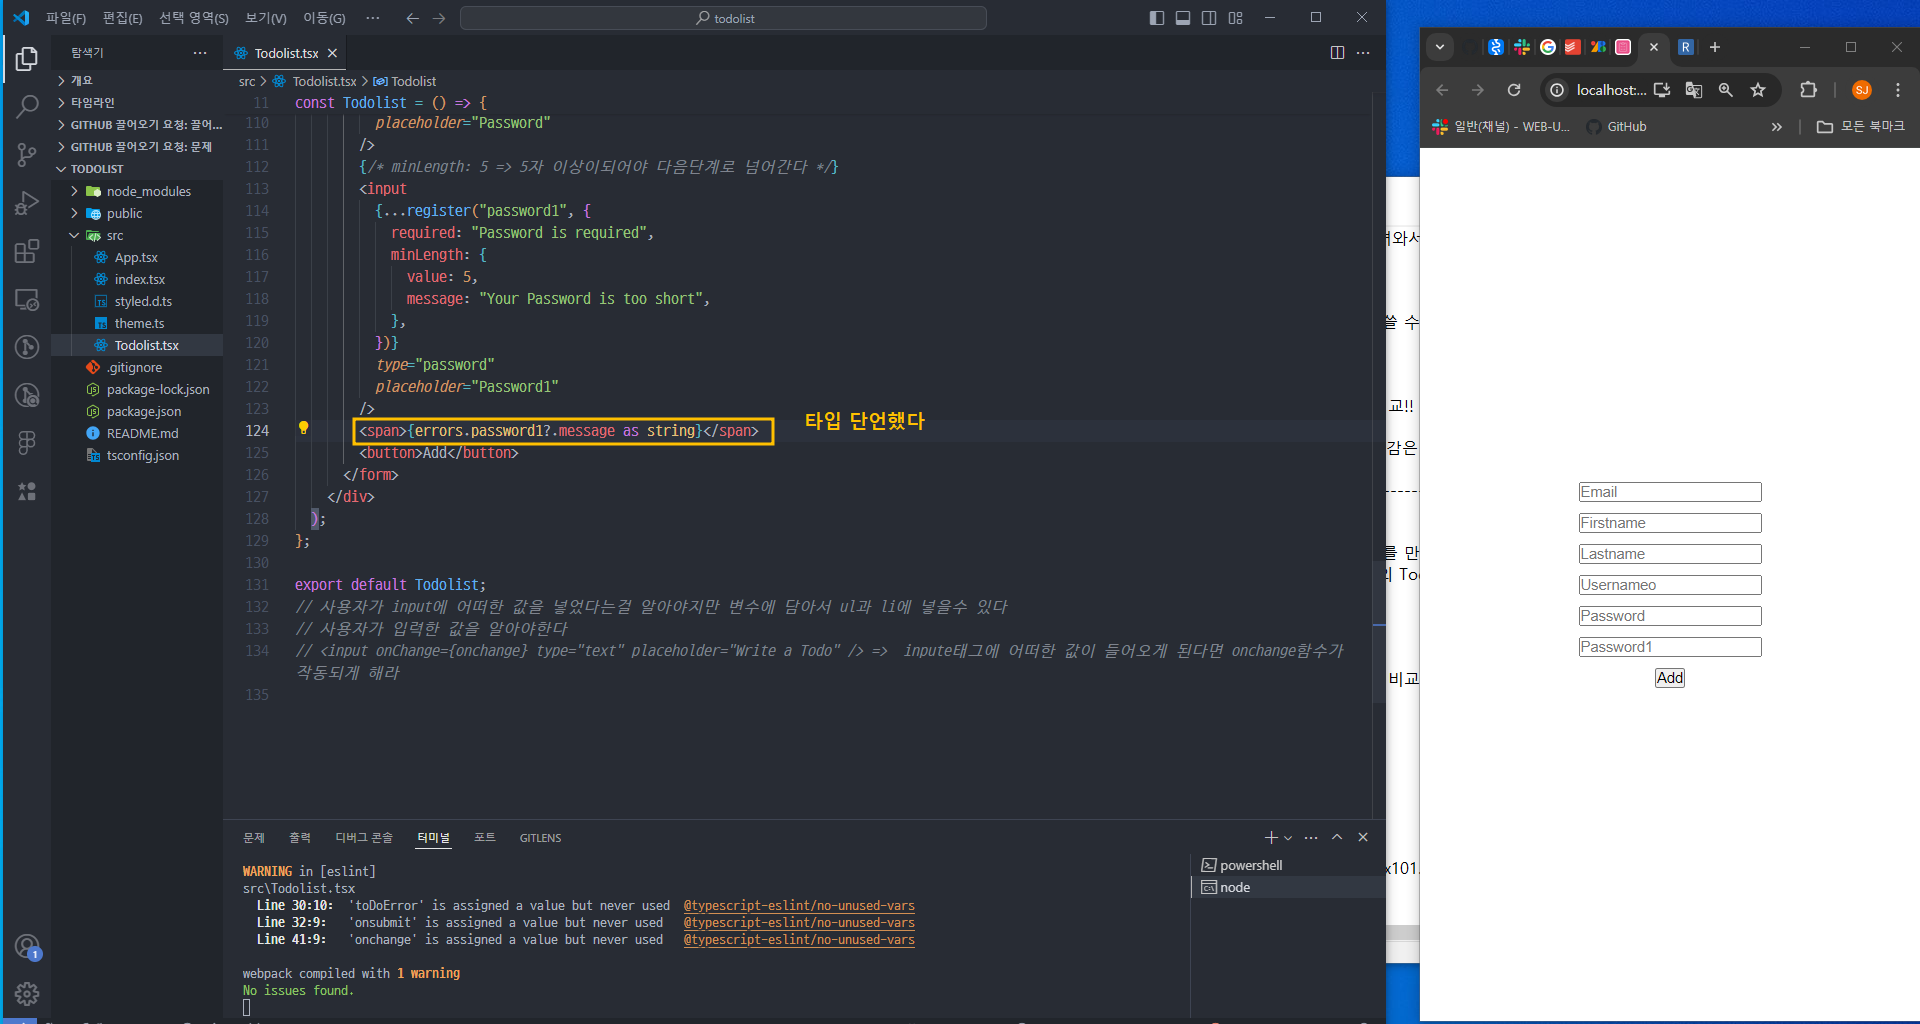 파일(F) 편집(E) 선택 영역(S) 보기(V) 이동(G) ··· todolist
탐색기 ···
개요
타임라인
GITHUB 끌어오기 요청: 끌어...
GITHUB 끌어오기 요청: 문제
TODOLIST
node_modules
public
src
App.tsx
index.tsx
styled.d.ts
theme.ts
Todolist.tsx
.gitignore
package-lock.json
package.json
README.md
tsconfig.json
1
Todolist.tsx
src > Todolist.tsx > Todolist
11 const Todolist = () => {
110 placeholder="Password"
111 />
112 {/* minLength: 5 => 5자 이상이되어야 다음단계로 넘어간다 */}
113 <input
114 {...register("password1", {
115 required: "Password is required",
116 minLength: {
117 value: 5,
118 message: "Your Password is too short",
119 },
120 })}
121 type="password"
122 placeholder="Password1"
123 />
124 <span>{errors.password1?.message as string}</span> 타입 단언했다
125 <button>Add</button>
126 </form>
127 </div>
128 );
129 };
130
131 export default Todolist;
132 // 사용자가 input에 어떠한 값을 넣었다는걸 알아야지만 변수에 담아서 ul과 li에 넣을수 있다
133 // 사용자가 입력한 값을 알아야한다
134 // <input onChange={onchange} type="text" placeholder="Write a Todo" /> => inpute태그에 어떠한 값이 들어오게 된다면 onchange함수가
작동되게 해라
135
문제 출력 디버그 콘솔 터미널 포트 GITLENS
WARNING in [eslint]
src\Todolist.tsx
Line 30:10: 'toDoError' is assigned a value but never used @typescript-eslint/no-unused-vars
Line 32:9: 'onsubmit' is assigned a value but never used @typescript-eslint/no-unused-vars
Line 41:9: 'onchange' is assigned a value but never used @typescript-eslint/no-unused-vars
webpack compiled with 1 warning
No issues found.
powershell
node
쓸 수
교!!
감은
를 만
비교
x101.
R
localhost:...
SJ
일반(채널) - WEB-U... GitHub » 모든 북마크
Email
Firstname
Lastname
Usernameo
Password
Password1
Add